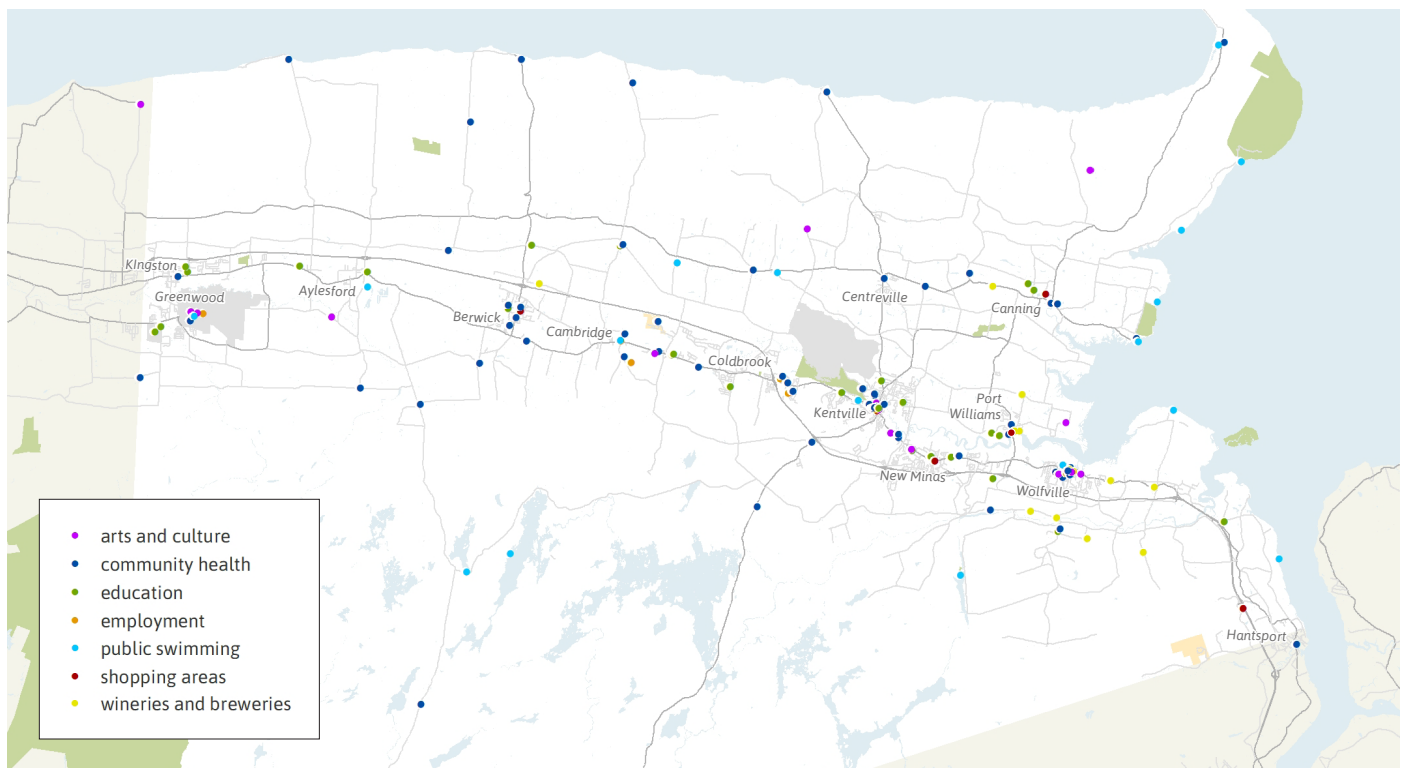 KIngston
Greenwood
Aylesford
Berwick
Cambridge
Coldbrook
Centreville
Canning
Kentville
Port
Williams
New Minas
Wolfville
Hantsport
arts and culture
community health
education
employment
public swimming
shopping areas
wineries and breweries